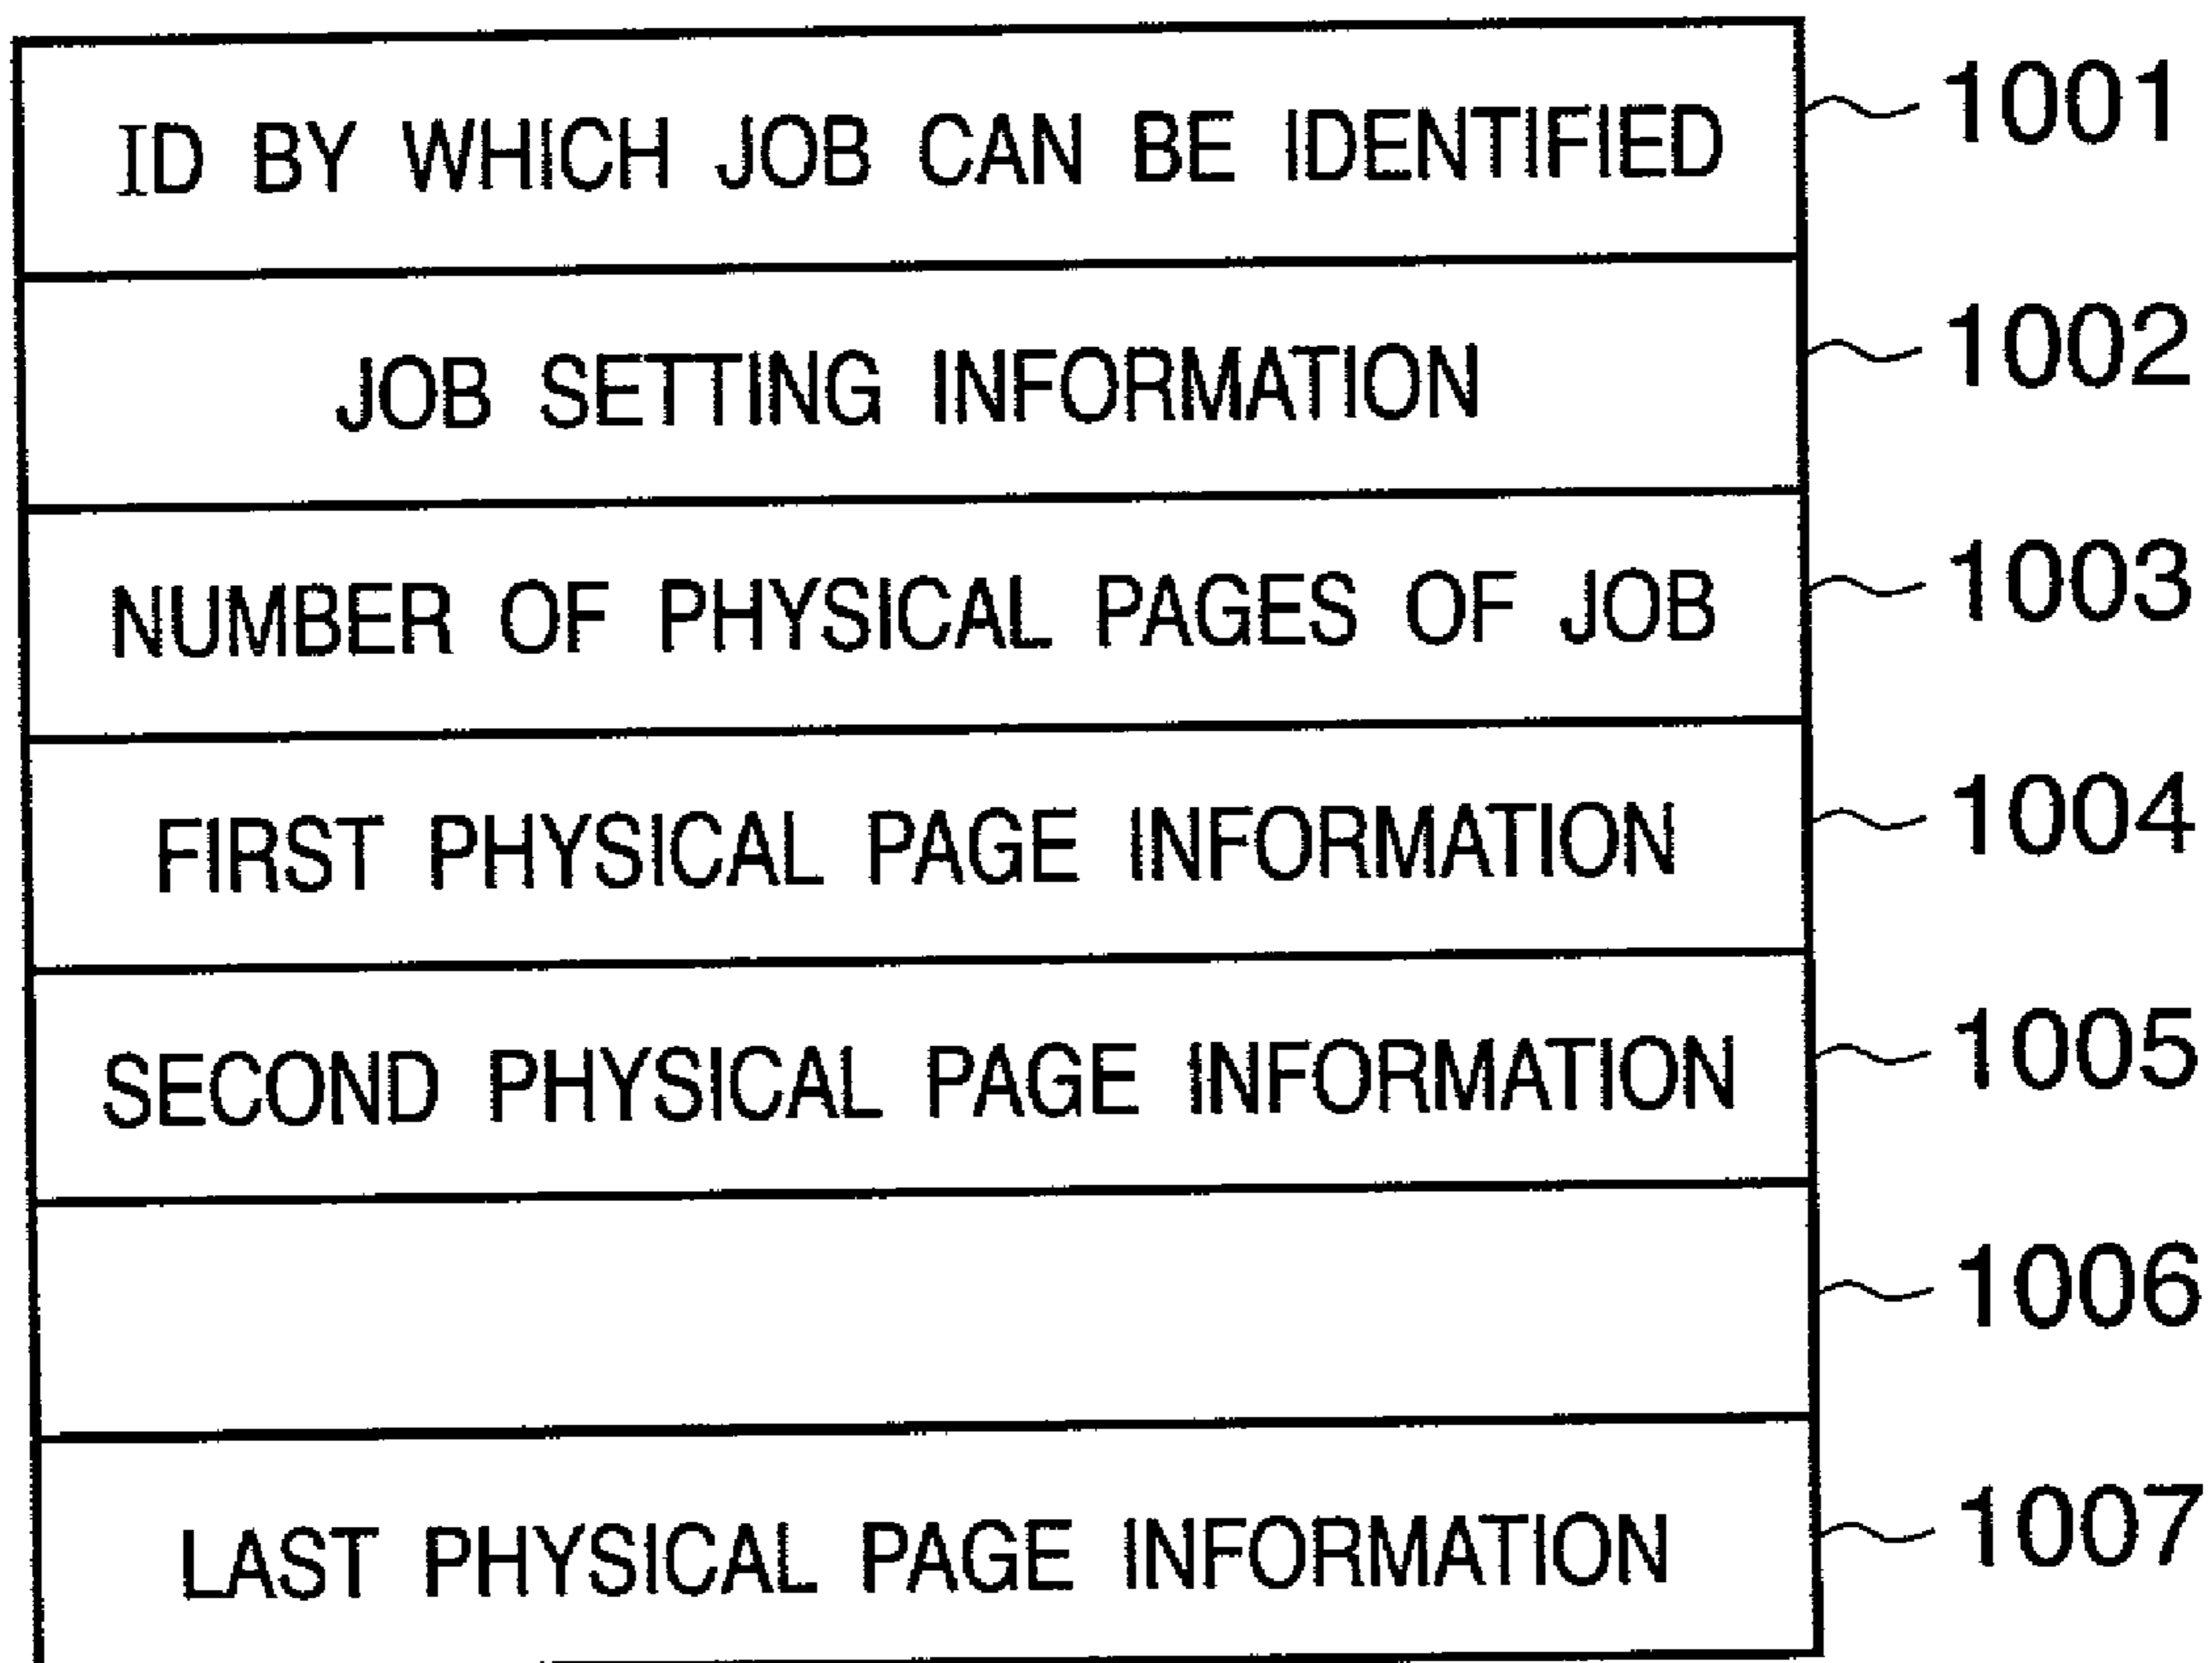 ID BY WHICH JOB CAN BE IDENTIFIED 1001
JOB SETTING INFORMATION 1002
NUMBER OF PHYSICAL PAGES OF JOB 1003
FIRST PHYSICAL PAGE INFORMATION 1004
SECOND PHYSICAL PAGE INFORMATION 1005
1006
LAST PHYSICAL PAGE INFORMATION 1007